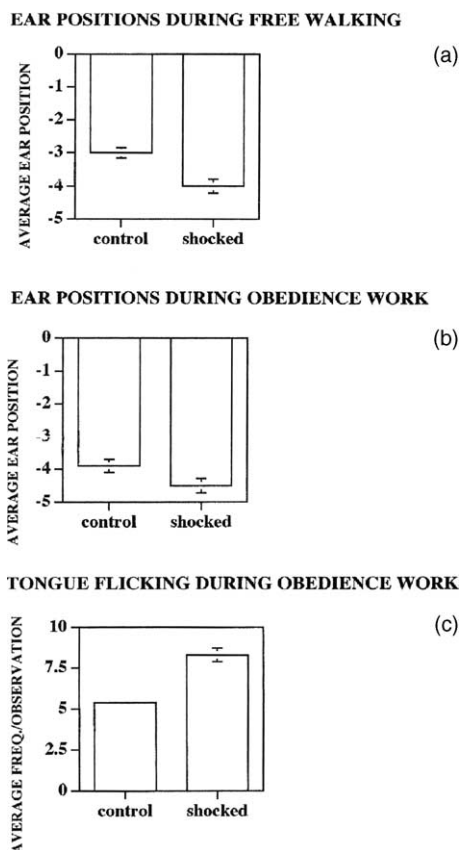 EAR POSITIONS DURING FREE WALKING
(a)
AVERAGE EAR POSITION
0
-1
-2
-3
-4
-5
control shocked
EAR POSITIONS DURING OBEDIENCE WORK
(b)
AVERAGE EAR POSITION
0
-1
-2
-3
-4
-5
control shocked
TONGUE FLICKING DURING OBEDIENCE WORK
(c)
AVERAGE FREQ./OBSERVATION
10
7.5
5
2.5
0
control shocked